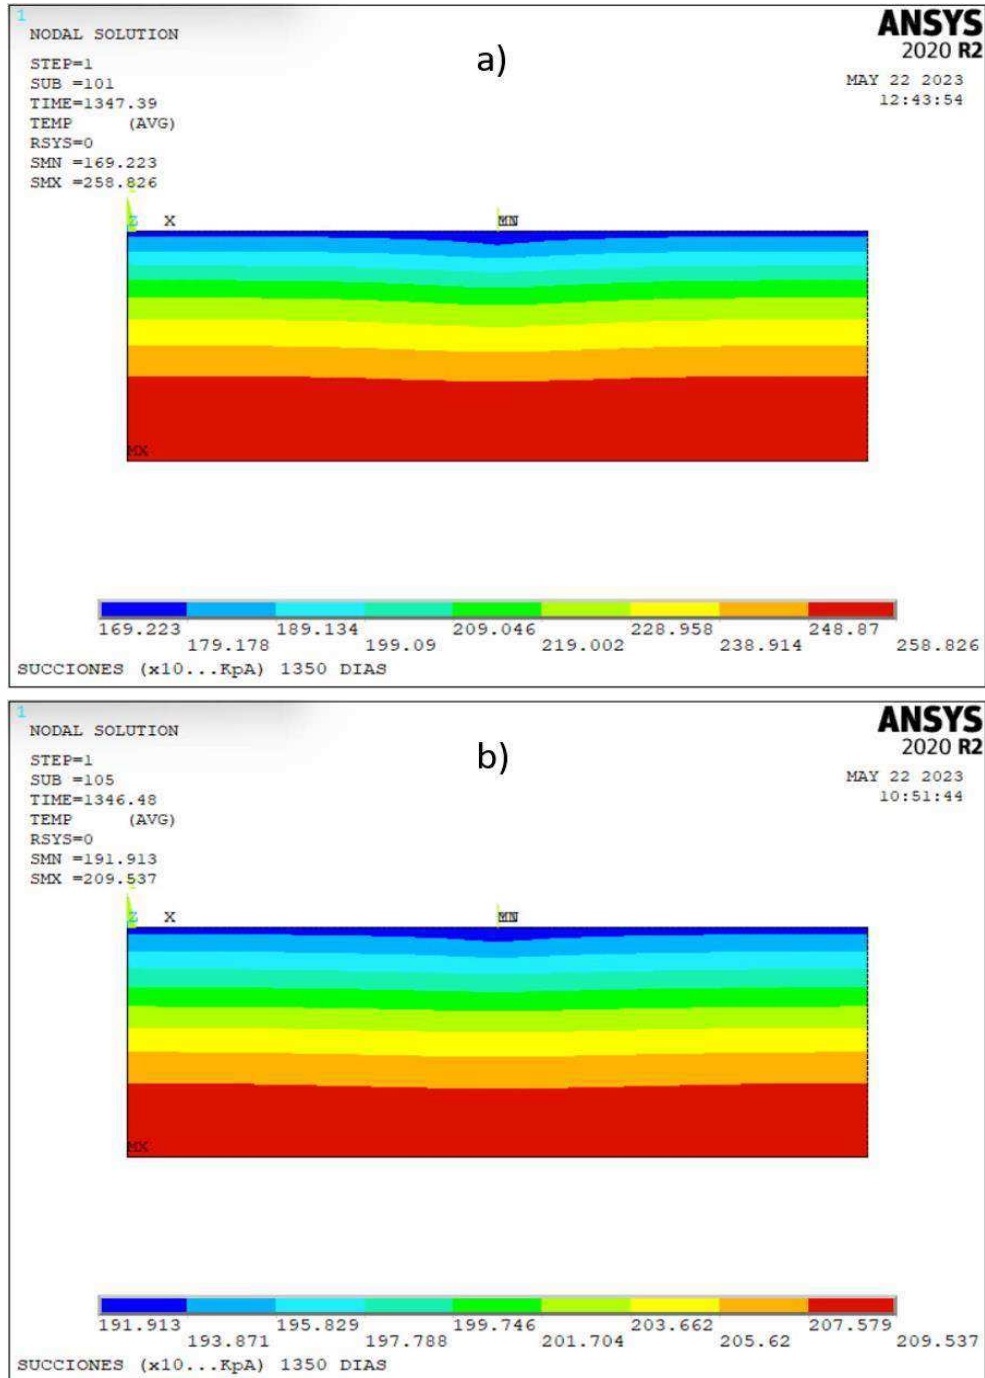 1
NODAL SOLUTION
ANSYS
2020 R2
STEP=1
SUB =101
TIME=1347.39
TEMP (AVG)
RSYS=0
SMN =169.223
SMX =258.826
a)
MAY 22 2023
12:43:54
Z X MN
MX
169.223 189.134 209.046 228.958 248.87
179.178 199.09 219.002 238.914 258.826
SUCCIONES (x10...KpA) 1350 DIAS
1
NODAL SOLUTION
ANSYS
2020 R2
STEP=1
SUB =105
TIME=1346.48
TEMP (AVG)
RSYS=0
SMN =191.913
SMX =209.537
b)
MAY 22 2023
10:51:44
Z X MN
MX
191.913 195.829 199.746 203.662 207.579
193.871 197.788 201.704 205.62 209.537
SUCCIONES (x10...KpA) 1350 DIAS